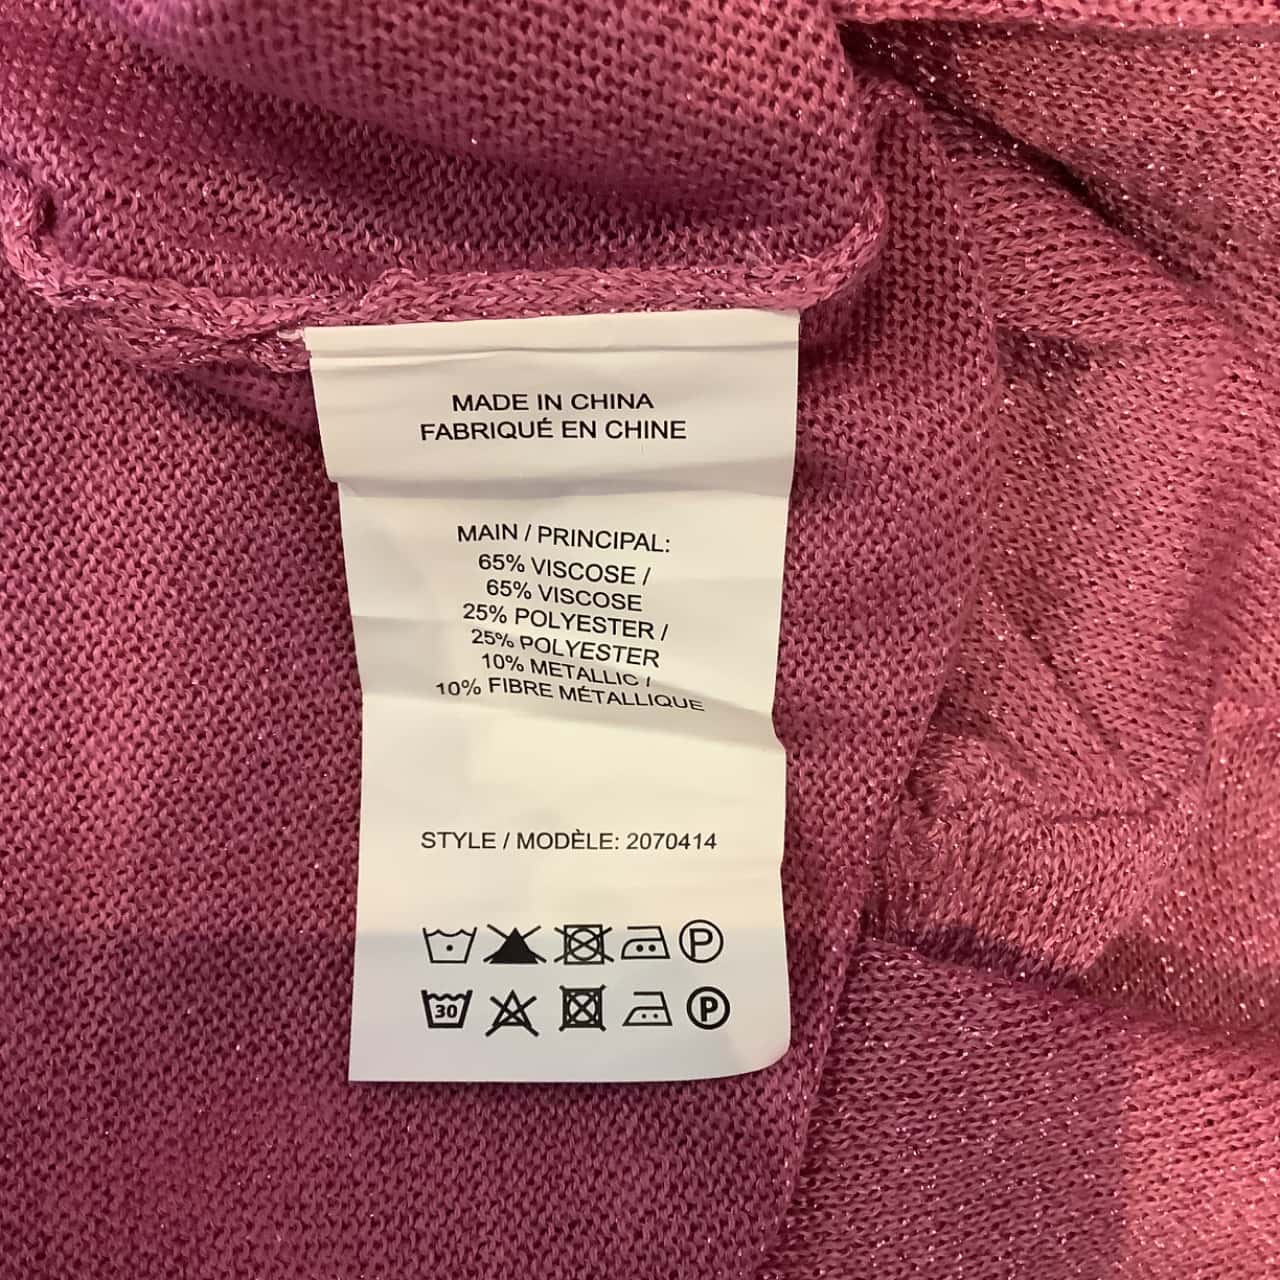 MADE IN CHINA
FABRIQUÉ EN CHINE
MAIN / PRINCIPAL:
65% VISCOSE /
65% VISCOSE
25% POLYESTER /
25% POLYESTER
10% METALLIC /
10% FIBRE MÉTALLIQUE
STYLE / MODÈLE: 2070414
P
30 P